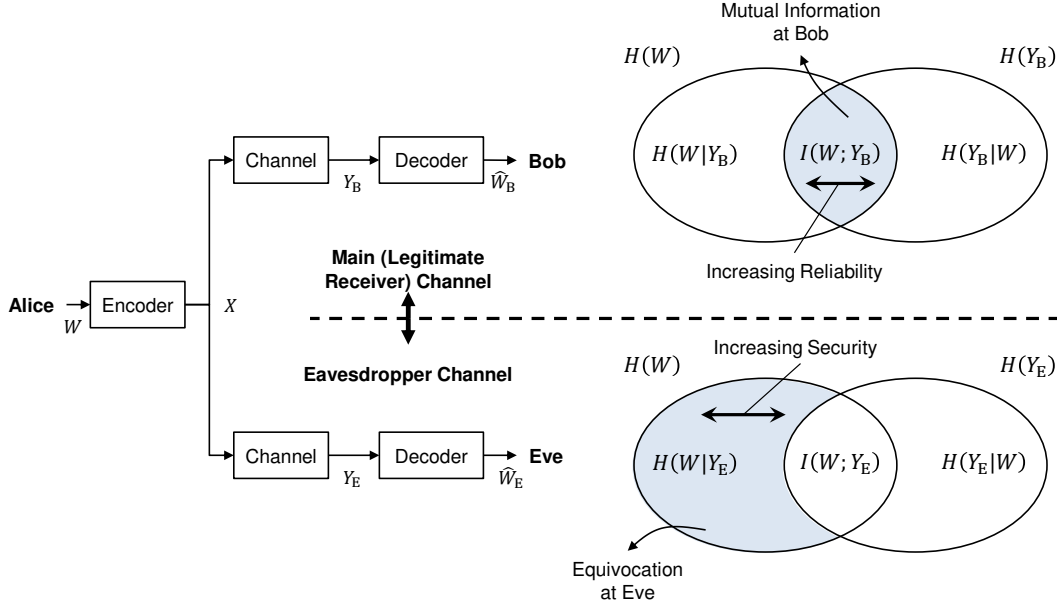 Mutual Information
at Bob
H(W)
H(Y_B)
H(W|Y_B)
I(W; Y_B)
H(Y_B|W)
Increasing Reliability
Channel
Y_B
Decoder
Ŵ_B
Bob
Main (Legitimate
Receiver) Channel
Alice
W
Encoder
X
Eavesdropper Channel
Channel
Y_E
Decoder
Ŵ_E
Eve
Increasing Security
H(W)
H(Y_E)
H(W|Y_E)
I(W; Y_E)
H(Y_E|W)
Equivocation
at Eve